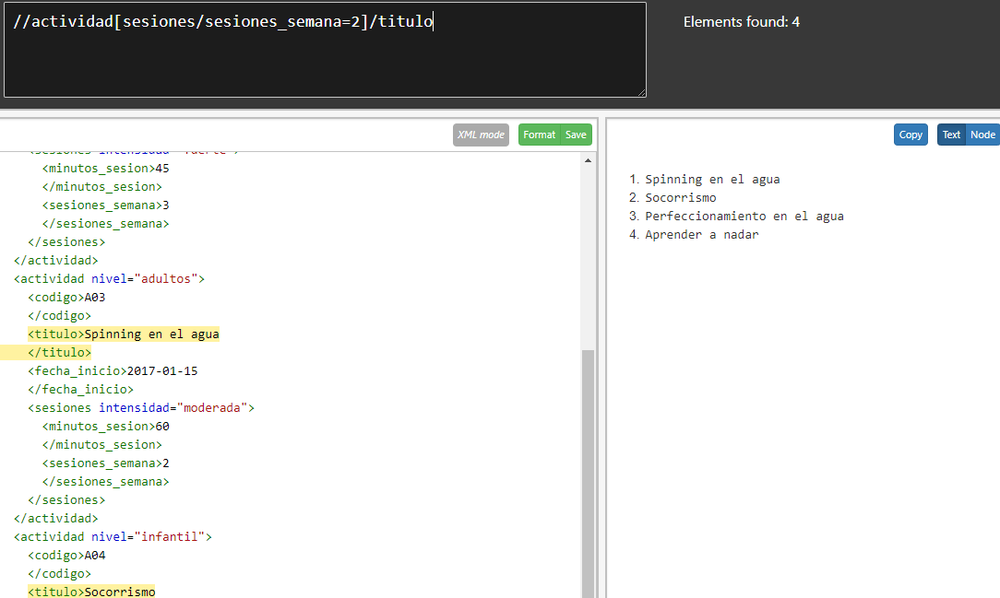 //actividad[sesiones/sesiones_semana=2]/titulo
Elements found: 4
XML mode
Format Save
Copy
Text Node
<sesiones intensidad="fuerte">
<minutos_sesion>45
</minutos_sesion>
<sesiones_semana>3
</sesiones_semana>
</sesiones>
</actividad>
<actividad nivel="adultos">
<codigo>A03
</codigo>
<titulo>Spinning en el agua
</titulo>
<fecha_inicio>2017-01-15
</fecha_inicio>
<sesiones intensidad="moderada">
<minutos_sesion>60
</minutos_sesion>
<sesiones_semana>2
</sesiones_semana>
</sesiones>
</actividad>
<actividad nivel="infantil">
<codigo>A04
</codigo>
<titulo>Socorrismo
1. Spinning en el agua
2. Socorrismo
3. Perfeccionamiento en el agua
4. Aprender a nadar